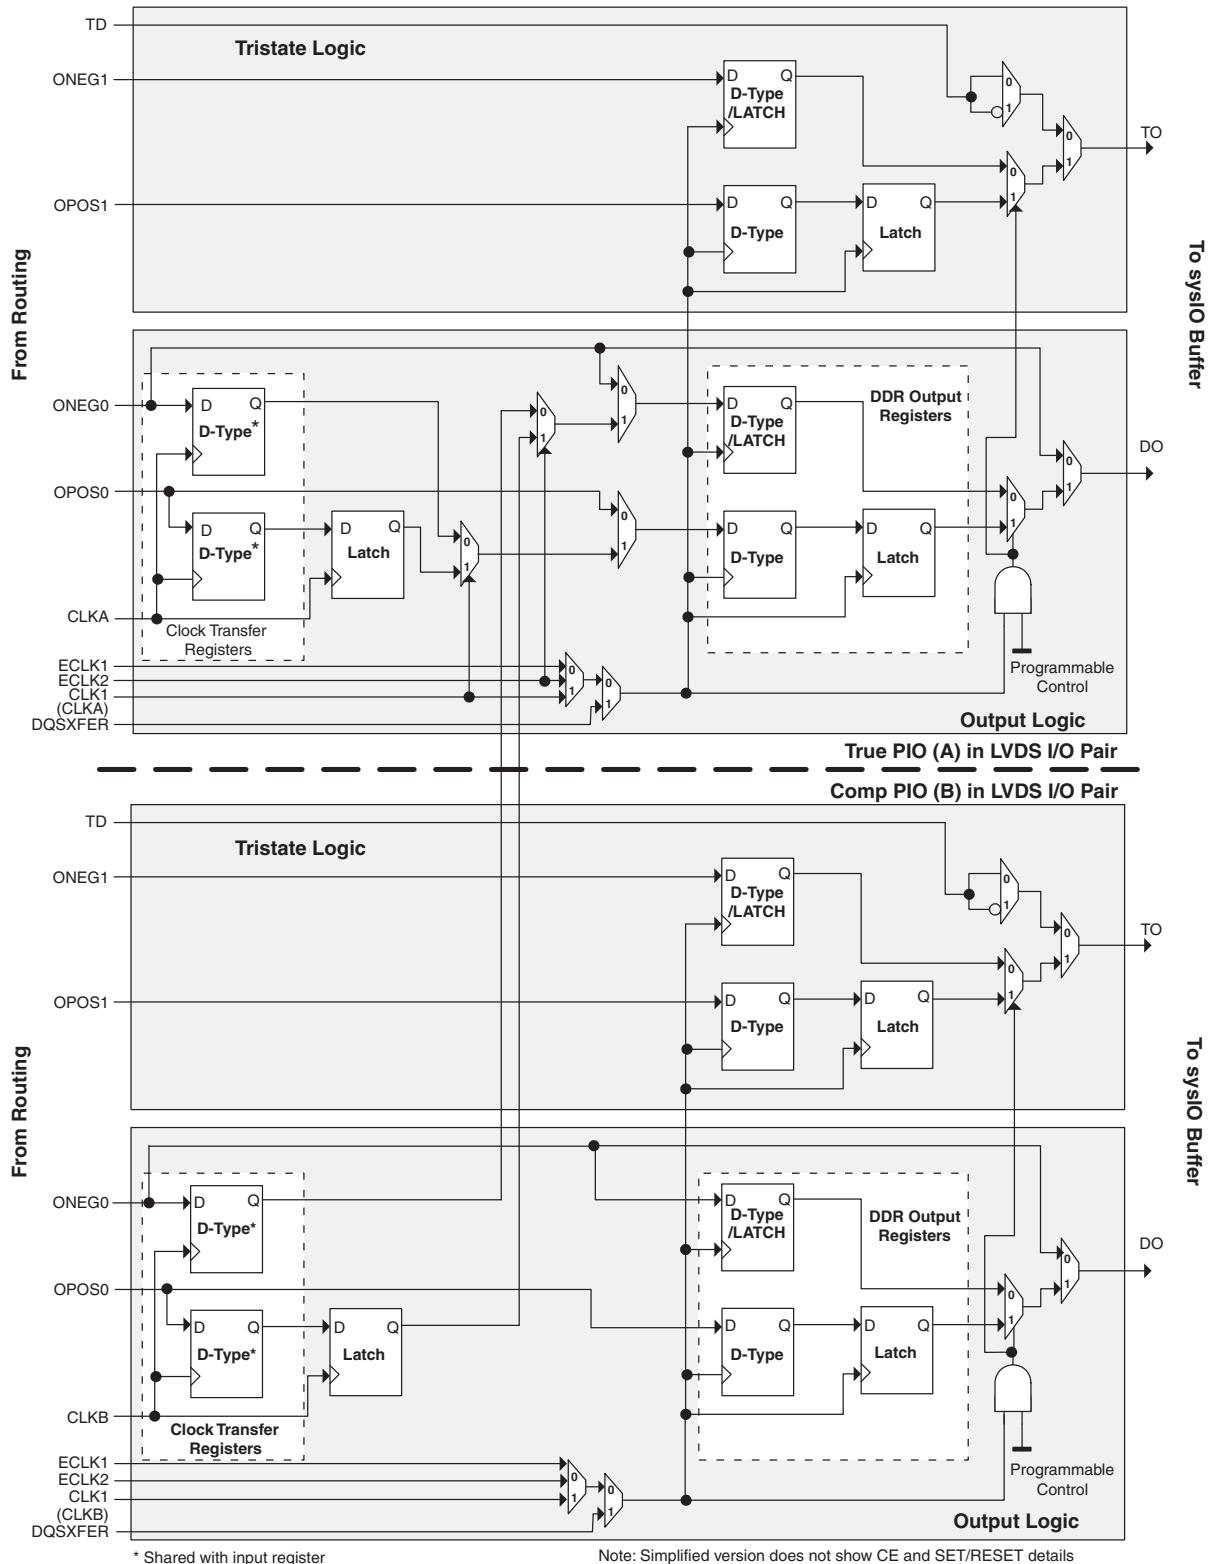 TD
Tristate Logic
ONEG1
D Q
D-Type
/LATCH
0
1
0
1
TO
OPOS1
D Q
D-Type
D Q
Latch
0
1
From Routing
To sysIO Buffer
ONEG0
D Q
D-Type*
0
1
D Q
D-Type
/LATCH
DDR Output
Registers
0
1
DO
OPOS0
D Q
D-Type*
D Q
Latch
0
1
0
1
D Q
D-Type
D Q
Latch
0
1
0
1
CLKA
Clock Transfer
Registers
ECLK1
ECLK2
CLK1
(CLKA)
DQSXFER
0
1
0
1
Programmable
Control
Output Logic
True PIO (A) in LVDS I/O Pair
Comp PIO (B) in LVDS I/O Pair
TD
Tristate Logic
ONEG1
D Q
D-Type
/LATCH
0
1
0
1
TO
OPOS1
D Q
D-Type
D Q
Latch
0
1
From Routing
To sysIO Buffer
ONEG0
D Q
D-Type*
D Q
D-Type
/LATCH
DDR Output
Registers
0
1
DO
OPOS0
D Q
D-Type*
D Q
Latch
D Q
D-Type
D Q
Latch
0
1
CLKB
Clock Transfer
Registers
ECLK1
ECLK2
CLK1
(CLKB)
DQSXFER
0
1
0
1
Programmable
Control
Output Logic
* Shared with input register
Note: Simplified version does not show CE and SET/RESET details